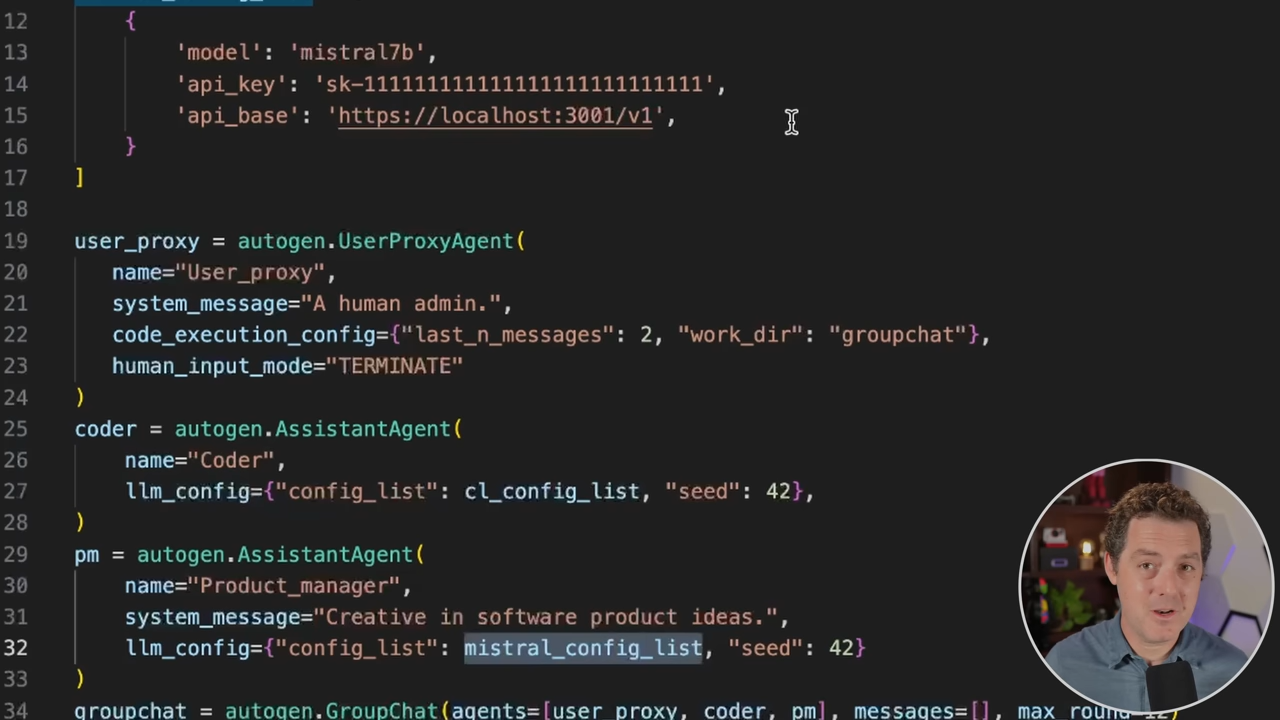 12 {
13 'model': 'mistral7b',
14 'api_key': 'sk-111111111111111111111111111',
15 'api_base': 'https://localhost:3001/v1',
16 }
17 ]
18
19 user_proxy = autogen.UserProxyAgent(
20 name="User_proxy",
21 system_message="A human admin.",
22 code_execution_config={"last_n_messages": 2, "work_dir": "groupchat"},
23 human_input_mode="TERMINATE"
24 )
25 coder = autogen.AssistantAgent(
26 name="Coder",
27 llm_config={"config_list": cl_config_list, "seed": 42},
28 )
29 pm = autogen.AssistantAgent(
30 name="Product_manager",
31 system_message="Creative in software product ideas.",
32 llm_config={"config_list": mistral_config_list, "seed": 42}
33 )
34 groupchat = autogen.GroupChat(agents=[user_proxy, coder, pm], messages=[], max_round=12)